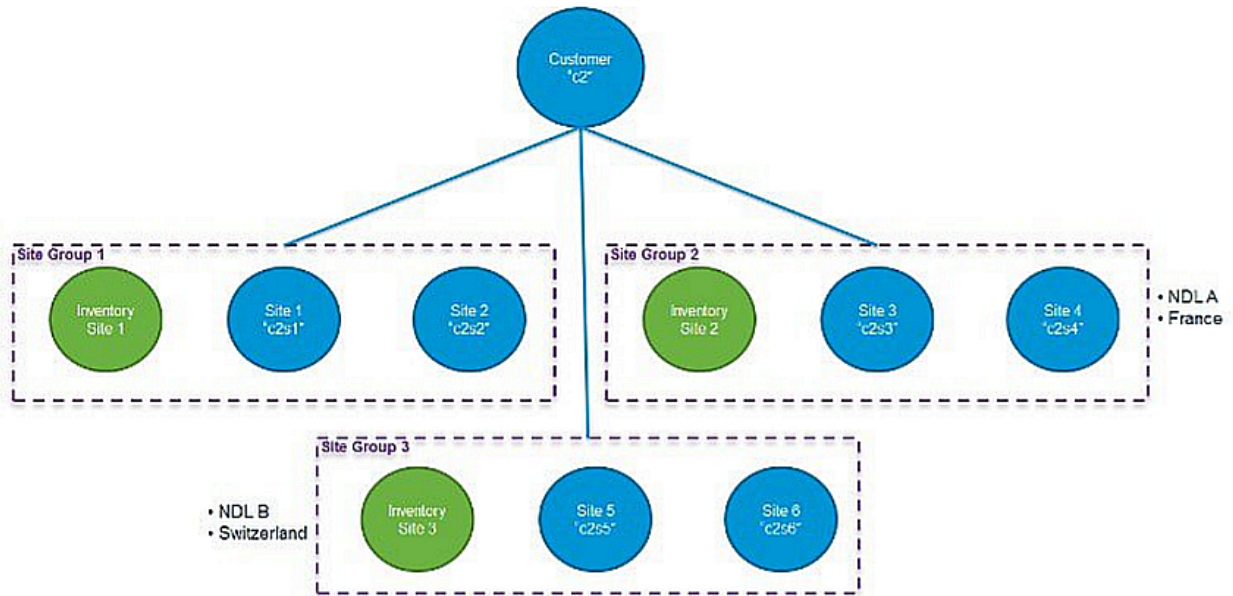 Customer
"c2"
Site Group 1
Inventory
Site 1
Site 1
"c2s1"
Site 2
"c2s2"
Site Group 2
Inventory
Site 2
Site 3
"c2s3"
Site 4
"c2s4"
• NDL A
• France
Site Group 3
Inventory
Site 3
Site 5
"c2s5"
Site 6
"c2s6"
• NDL B
• Switzerland